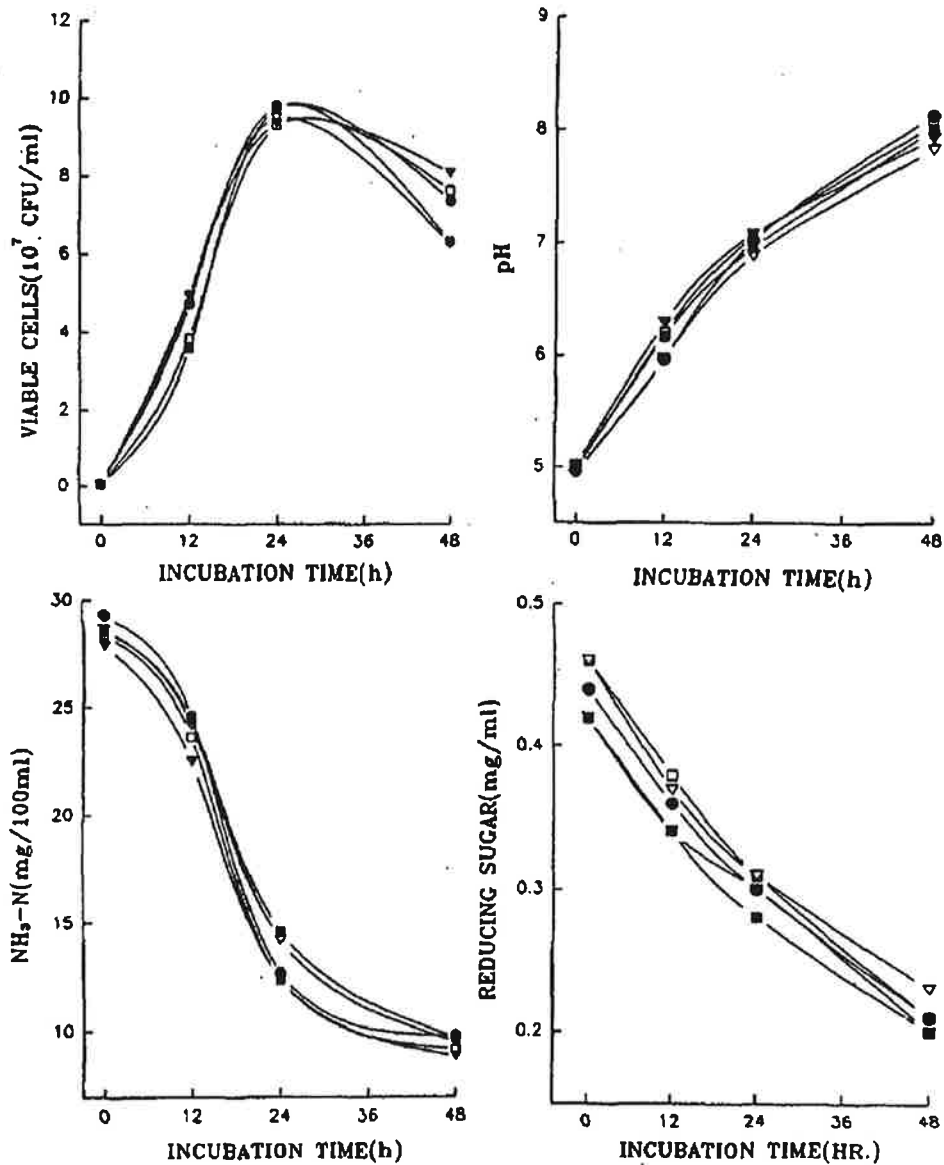 12
10
8
6
4
2
0
VIABLE CELLS(10⁷. CFU/ml)
0 12 24 36 48
INCUBATION TIME(h)
9
8
7
6
5
pH
0 12 24 36 48
INCUBATION TIME(h)
30
25
20
15
10
NH₃-N(mg/100ml)
0 12 24 36 48
INCUBATION TIME(h)
0.5
0.4
0.3
0.2
REDUCING SUGAR(mg/ml)
0 12 24 36 48
INCUBATION TIME(HR.)